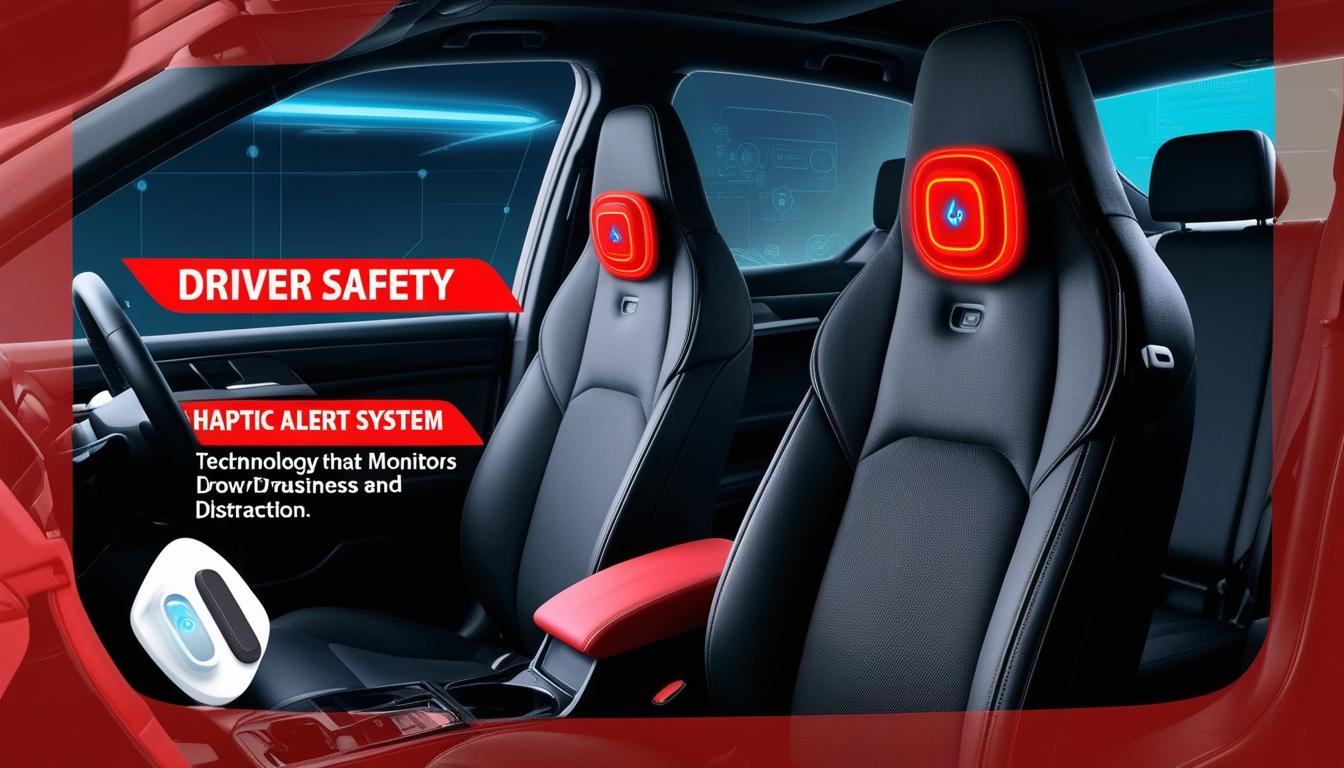 DRIVER SAFETY
HAPTIC ALERT SYSTEM
Technology that Monitors
and
Distraction.